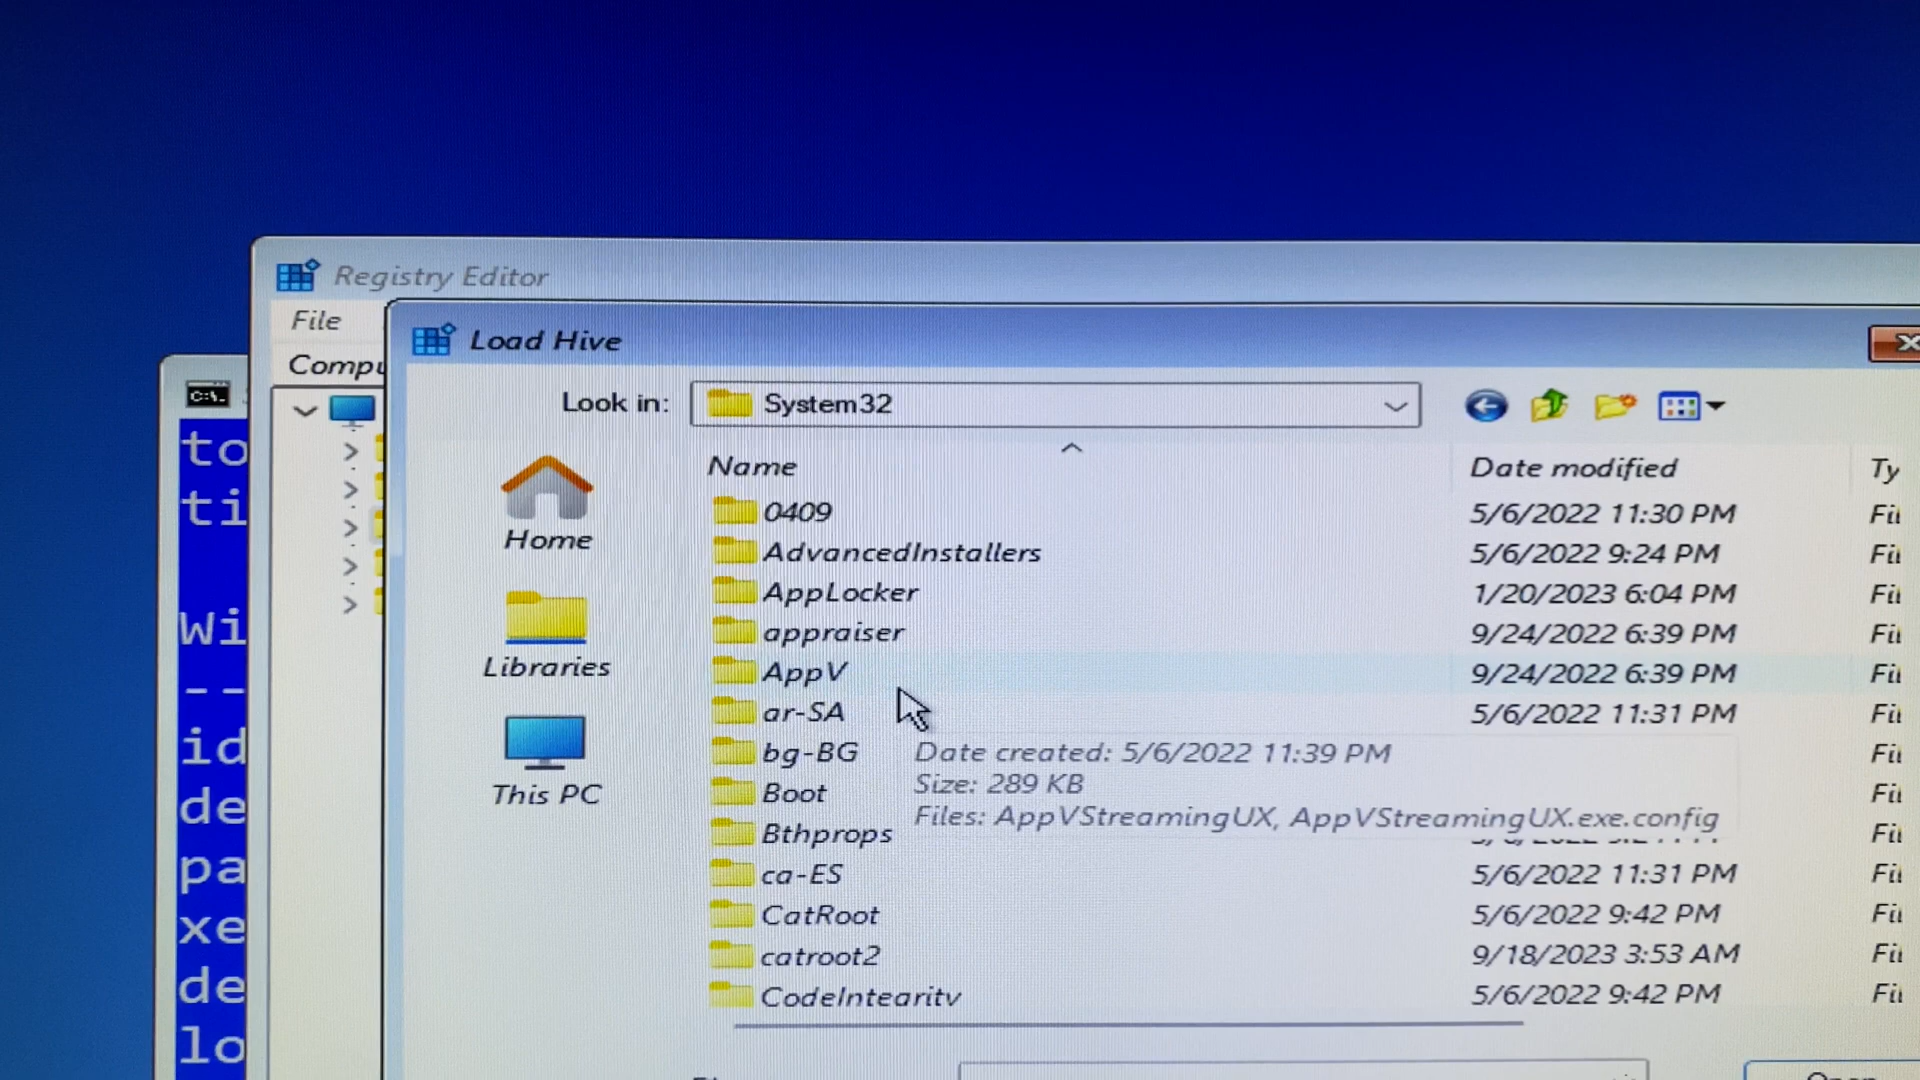 Registry Editor
File
Load Hive
Look in: System32
Name Date modified
0409 5/6/2022 11:30 PM
AdvancedInstallers 5/6/2022 9:24 PM
AppLocker 1/20/2023 6:04 PM
appraiser 9/24/2022 6:39 PM
AppV 9/24/2022 6:39 PM
ar-SA 5/6/2022 11:31 PM
bg-BG
Boot
Bthprops
ca-ES 5/6/2022 11:31 PM
CatRoot 5/6/2022 9:42 PM
catroot2 9/18/2023 3:53 AM
CodeIntegrity 5/6/2022 9:42 PM
Date created: 5/6/2022 11:39 PM
Size: 289 KB
Files: AppVStreamingUX, AppVStreamingUX.exe.config
Home
Libraries
This PC
C:\.
to
ti
Wi
--
id
de
pa
xe
de
lo